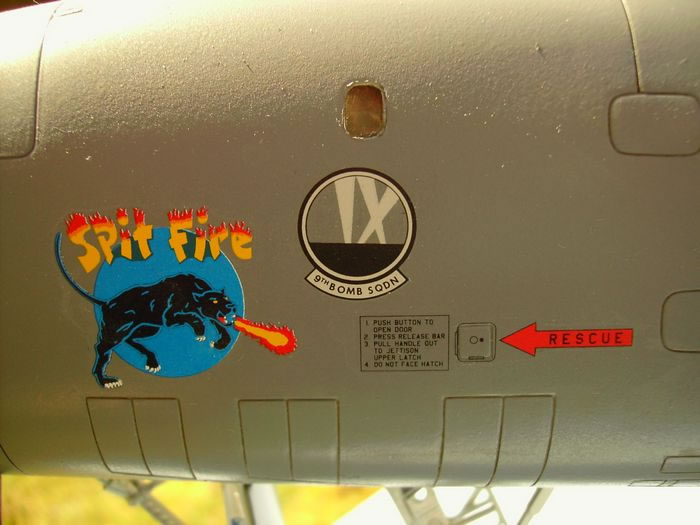 Spit Fire
IX
9TH BOMB SQDN
1 PUSH BUTTON TO
OPEN DOOR
2. PRESS RELEASE BAR
3. PULL HANDLE OUT
TO JETTISON
UPPER LATCH
4 DO NOT FACE HATCH
RESCUE